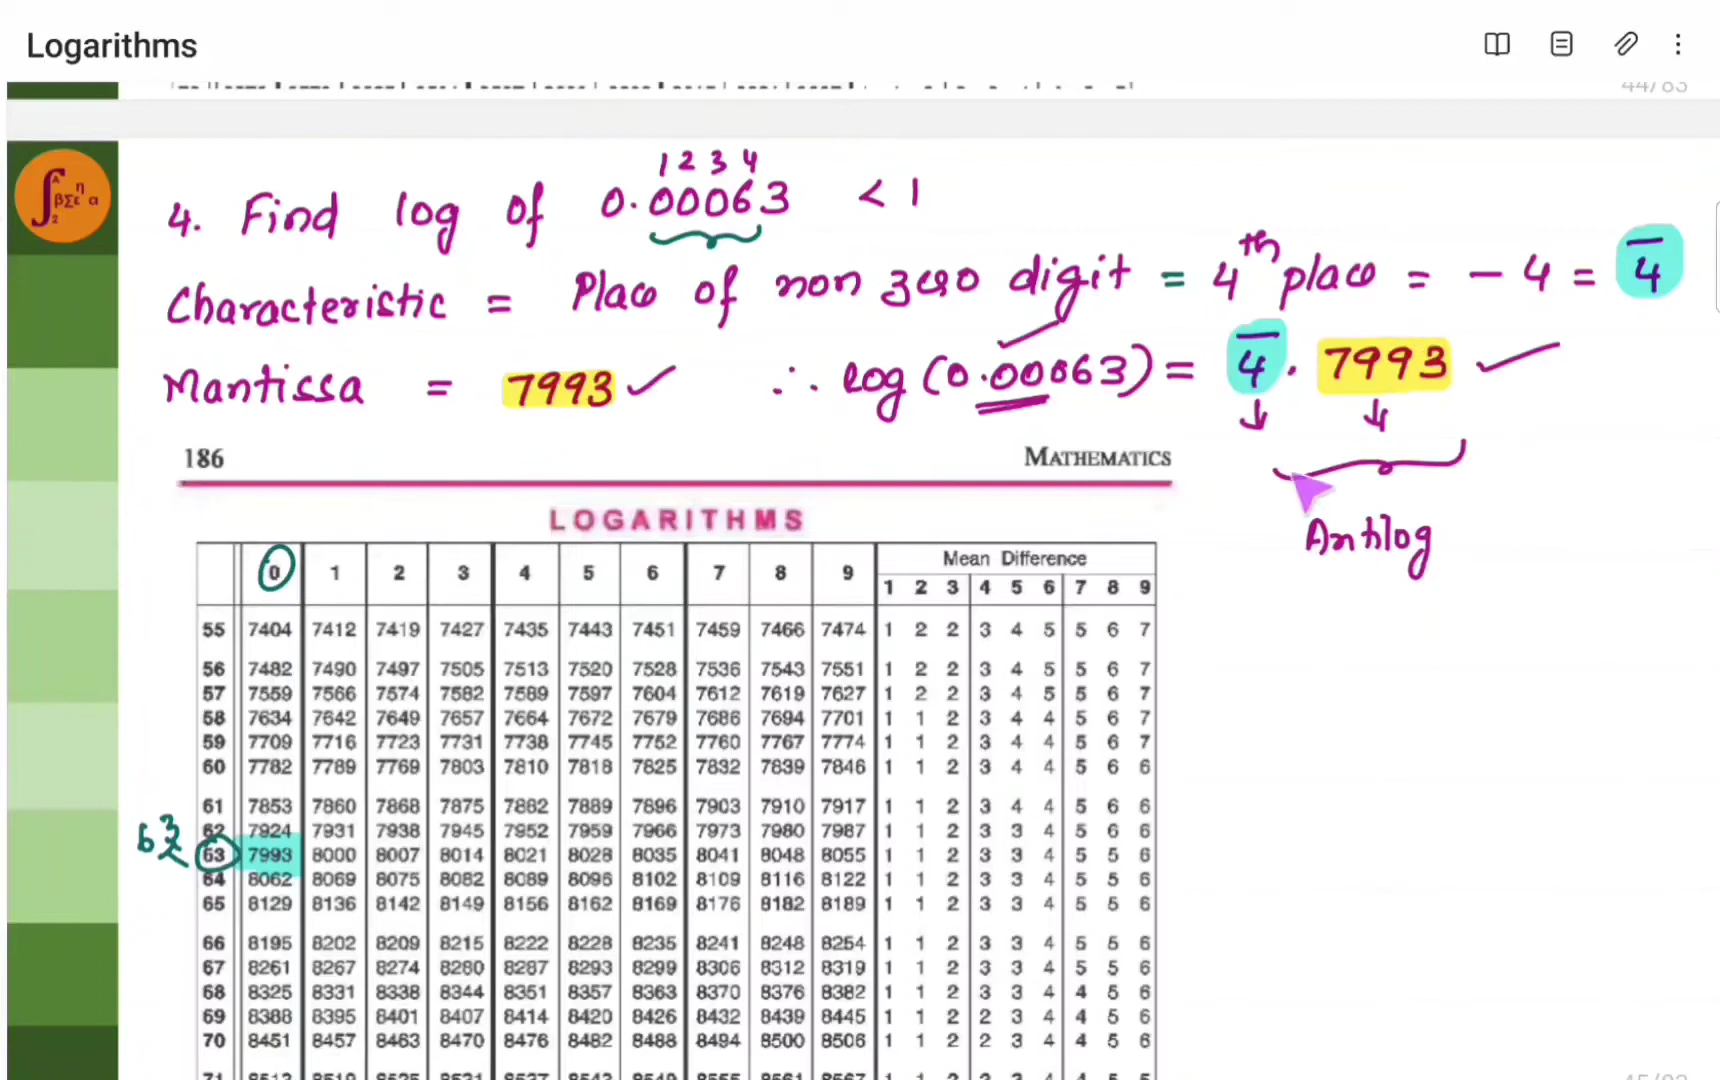 Logarithms
44/83
1 2 3 4
4. Find log of 0.00063 < 1
Characteristic = Place of non zero digit = 4th place = - 4 = 4̅
Mantissa = 7993 ✓ ∴ log (0.00063) = 4̅ . 7993 ✓
Antilog
186 MATHEMATICS
LOGARITHMS
Mean Difference
0 1 2 3 4 5 6 7 8 9 1 2 3 4 5 6 7 8 9
55 7404 7412 7419 7427 7435 7443 7451 7459 7466 7474 1 2 2 3 4 5 5 6 7
56 7482 7490 7497 7505 7513 7520 7528 7536 7543 7551 1 2 2 3 4 5 5 6 7
57 7559 7566 7574 7582 7589 7597 7604 7612 7619 7627 1 2 2 3 4 5 5 6 7
58 7634 7642 7649 7657 7664 7672 7679 7686 7694 7701 1 1 2 3 4 4 5 6 7
59 7709 7716 7723 7731 7738 7745 7752 7760 7767 7774 1 1 2 3 4 4 5 6 7
60 7782 7789 7769 7803 7810 7818 7825 7832 7839 7846 1 1 2 3 4 4 5 6 6
61 7853 7860 7868 7875 7882 7889 7896 7903 7910 7917 1 1 2 3 4 4 5 6 6
62 7924 7931 7938 7945 7952 7959 7966 7973 7980 7987 1 1 2 3 3 4 5 6 6
63 7993 8000 8007 8014 8021 8028 8035 8041 8048 8055 1 1 2 3 3 4 5 5 6
64 8062 8069 8075 8082 8089 8096 8102 8109 8116 8122 1 1 2 3 3 4 5 5 6
65 8129 8136 8142 8149 8156 8162 8169 8176 8182 8189 1 1 2 3 3 4 5 5 6
66 8195 8202 8209 8215 8222 8228 8235 8241 8248 8254 1 1 2 3 3 4 5 5 6
67 8261 8267 8274 8280 8287 8293 8299 8306 8312 8319 1 1 2 3 3 4 5 5 6
68 8325 8331 8338 8344 8351 8357 8363 8370 8376 8382 1 1 2 3 3 4 4 5 6
69 8388 8395 8401 8407 8414 8420 8426 8432 8439 8445 1 1 2 2 3 4 4 5 6
70 8451 8457 8463 8470 8476 8482 8488 8494 8500 8506 1 1 2 2 3 4 4 5 6